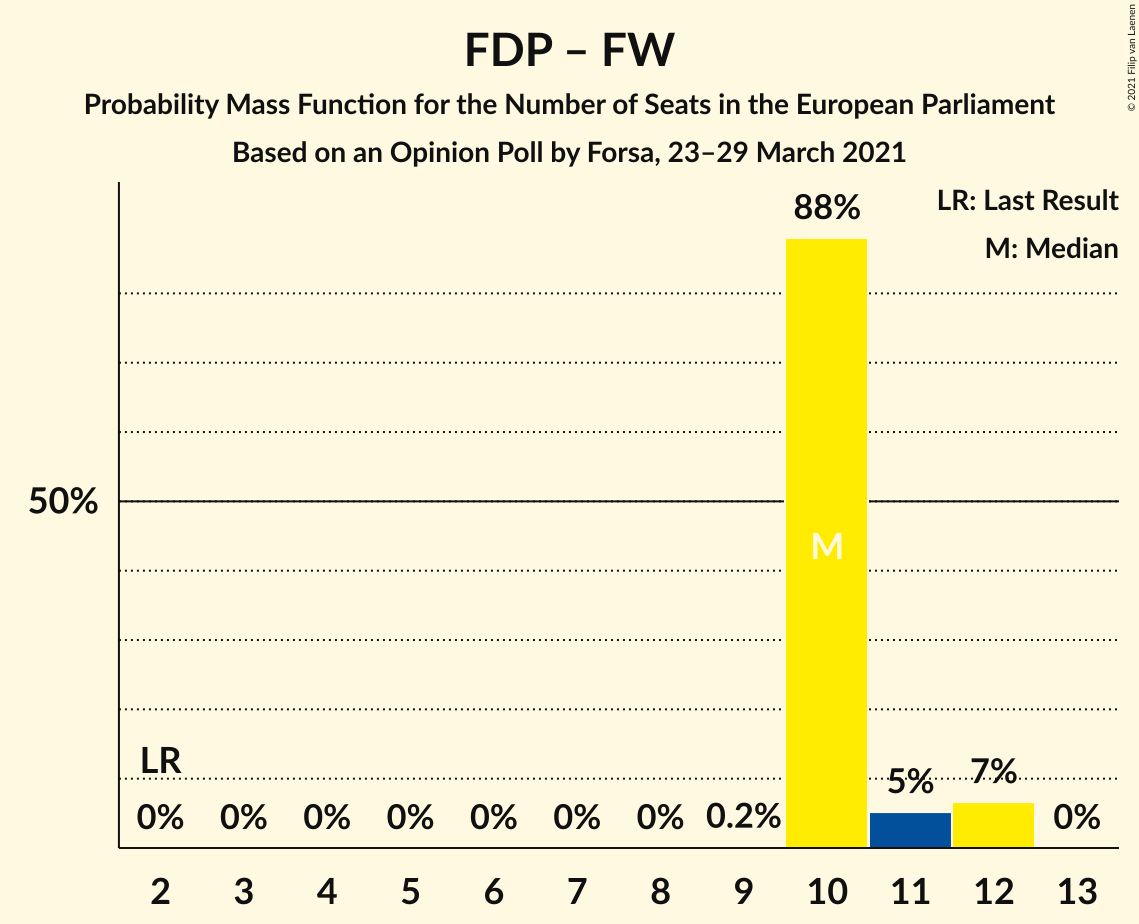 FDP – FW
Probability Mass Function for the Number of Seats in the European Parliament
Based on an Opinion Poll by Forsa, 23–29 March 2021
© 2021 Filip van Laenen
LR: Last Result
M: Median
88%
50%
M
LR
0% 0% 0% 0% 0% 0% 0% 0.2% 5% 7% 0%
2 3 4 5 6 7 8 9 10 11 12 13